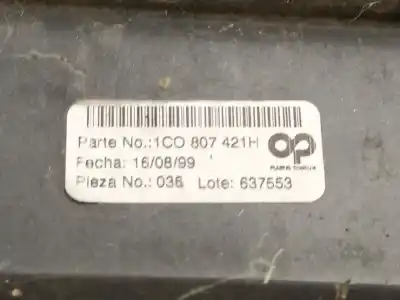 Parte No.:1CO 807 421H
Fecha: 16/08/99
Pieza No.: 036 Lote: 637553